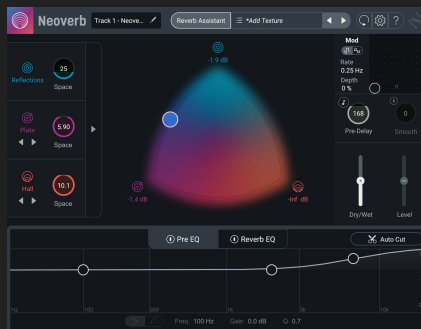 Neoverb
Track 1 - Neove...
Reverb Assistant
*Add Texture
?
-1.9 dB
Mod
Rate
0.25 Hz
Depth
0 %
R
Reflections
25
Space
Plate
5.90
Space
168
Pre-Delay
0
Smooth
Hall
10.1
Space
-1.4 dB
-Inf dB
Dry/Wet
Level
Pre EQ
Reverb EQ
Auto Cut
Hz
100
300
1k
3k
10k
Freq 100 Hz
Gain 0.0 dB
Q 0.7